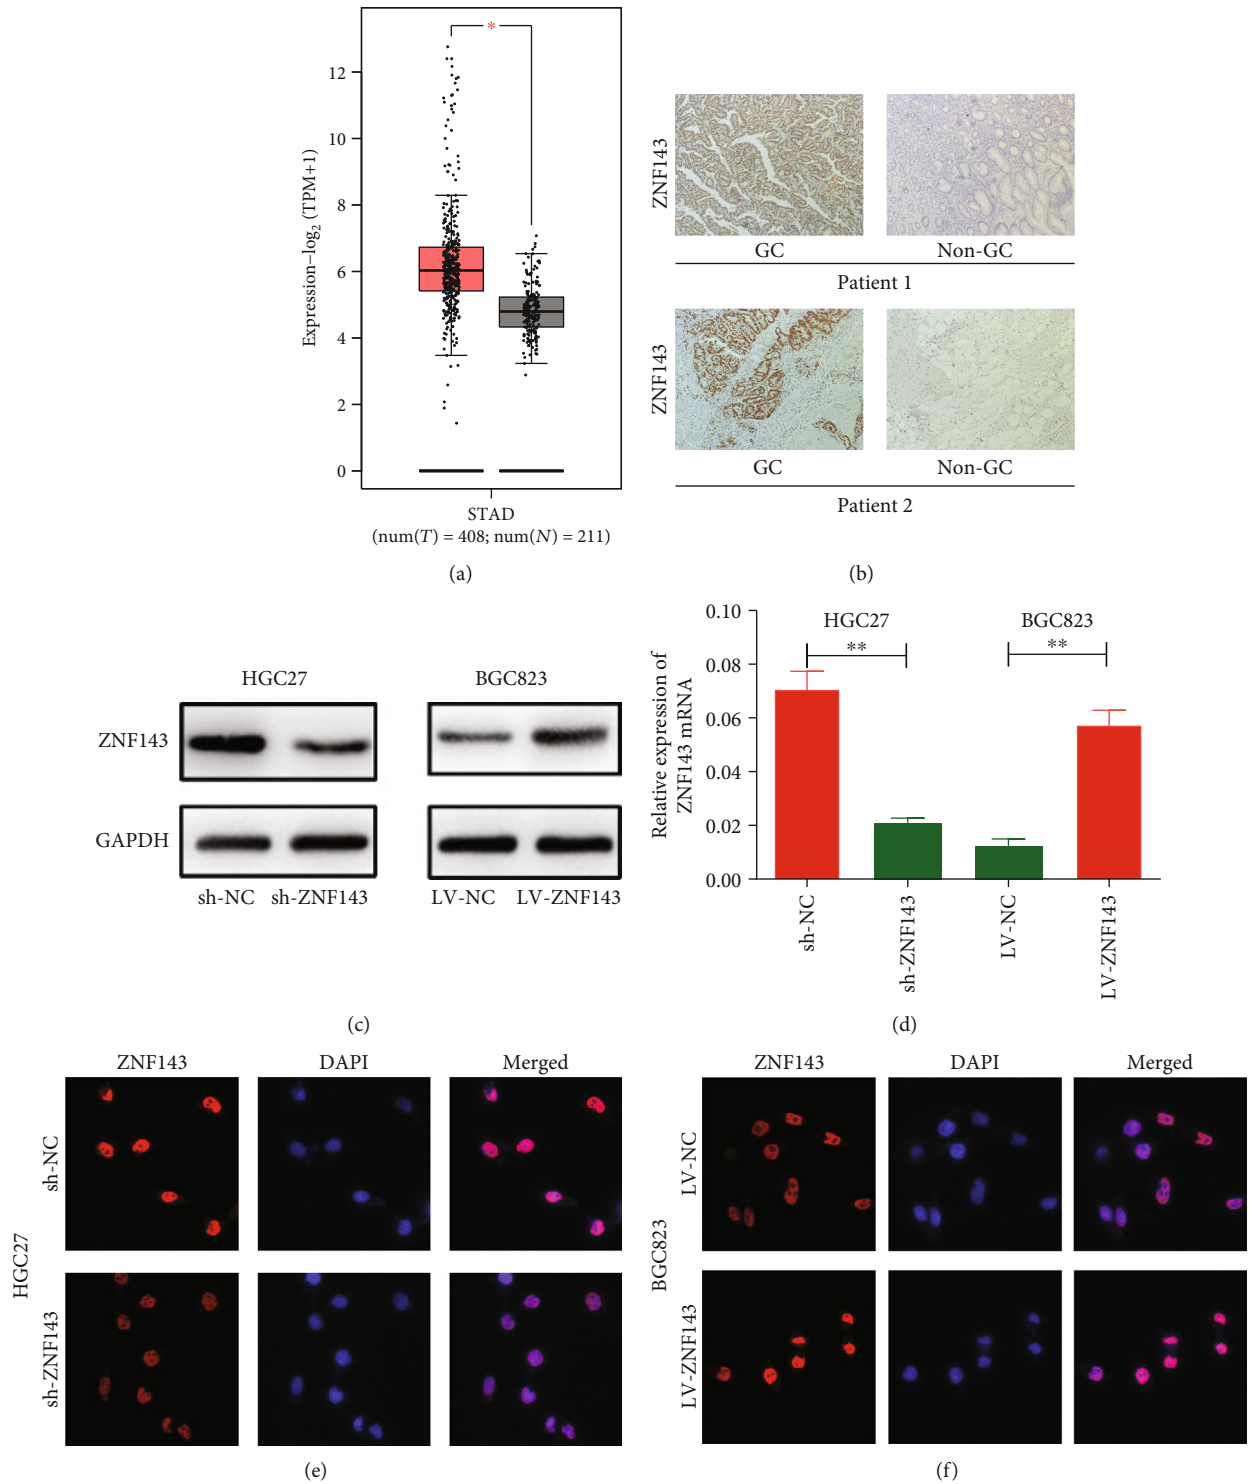 *
12
10
8
6
4
2
0
Expression−log₂ (TPM+1)
STAD
(num(T) = 408; num(N) = 211)
(a)
ZNF143
GC
Non-GC
Patient 1
ZNF143
GC
Non-GC
Patient 2
(b)
HGC27
BGC823
ZNF143
GAPDH
sh-NC
sh-ZNF143
LV-NC
LV-ZNF143
(c)
Relative expression of
ZNF143 mRNA
0.10
0.08
0.06
0.04
0.02
0.00
HGC27
BGC823
**
**
sh-NC
sh-ZNF143
LV-NC
LV-ZNF143
(d)
ZNF143
DAPI
Merged
HGC27
sh-NC
sh-ZNF143
(e)
ZNF143
DAPI
Merged
BGC823
LV-NC
LV-ZNF143
(f)